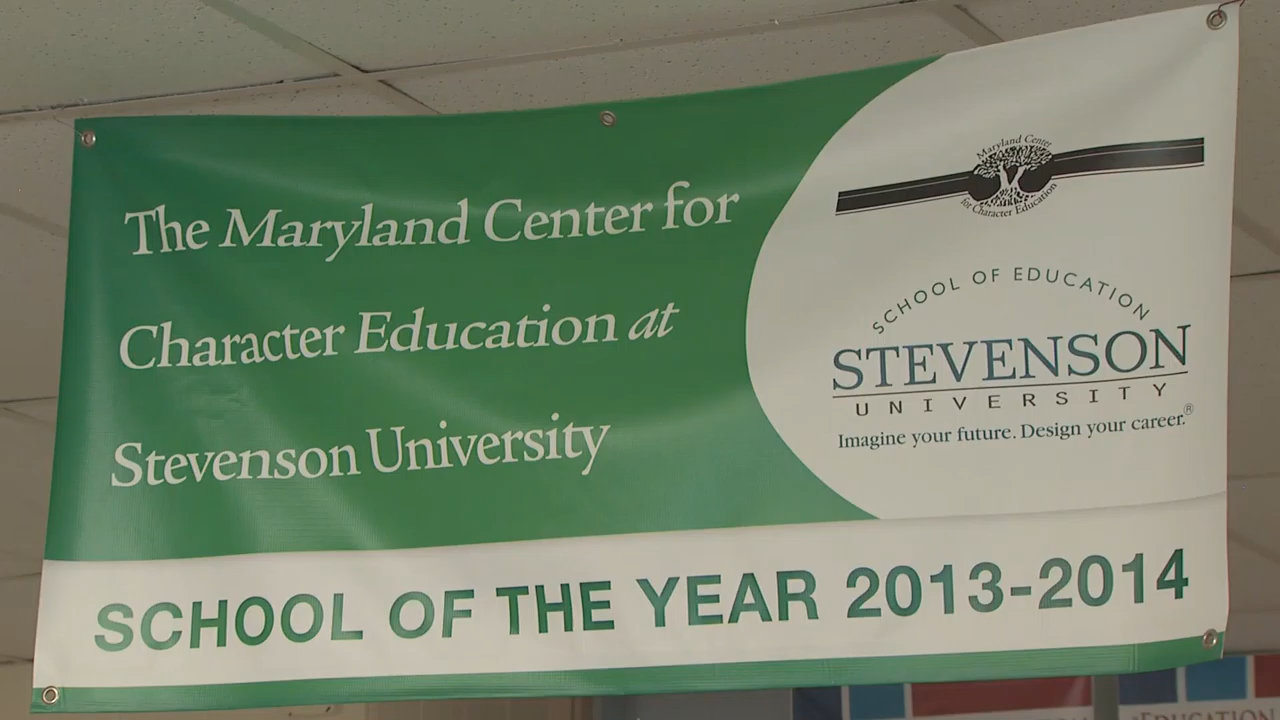 The Maryland Center for
Character Education at
Stevenson University
Maryland Center
for Character Education
SCHOOL OF EDUCATION
STEVENSON
UNIVERSITY
Imagine your future. Design your career.®
SCHOOL OF THE YEAR 2013-2014
EDUCATION